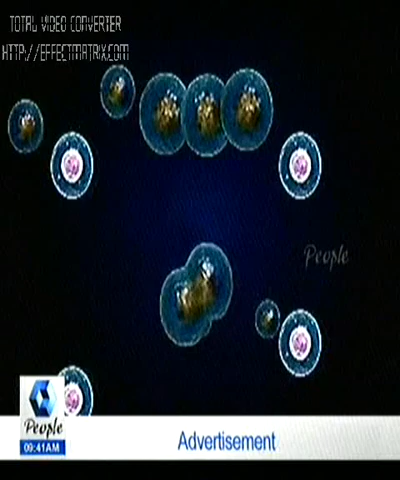 TOTAL VIDEO CONVERTER
HTTP://EFFECTMATRIX.COM
People
People
09:41AM
Advertisement